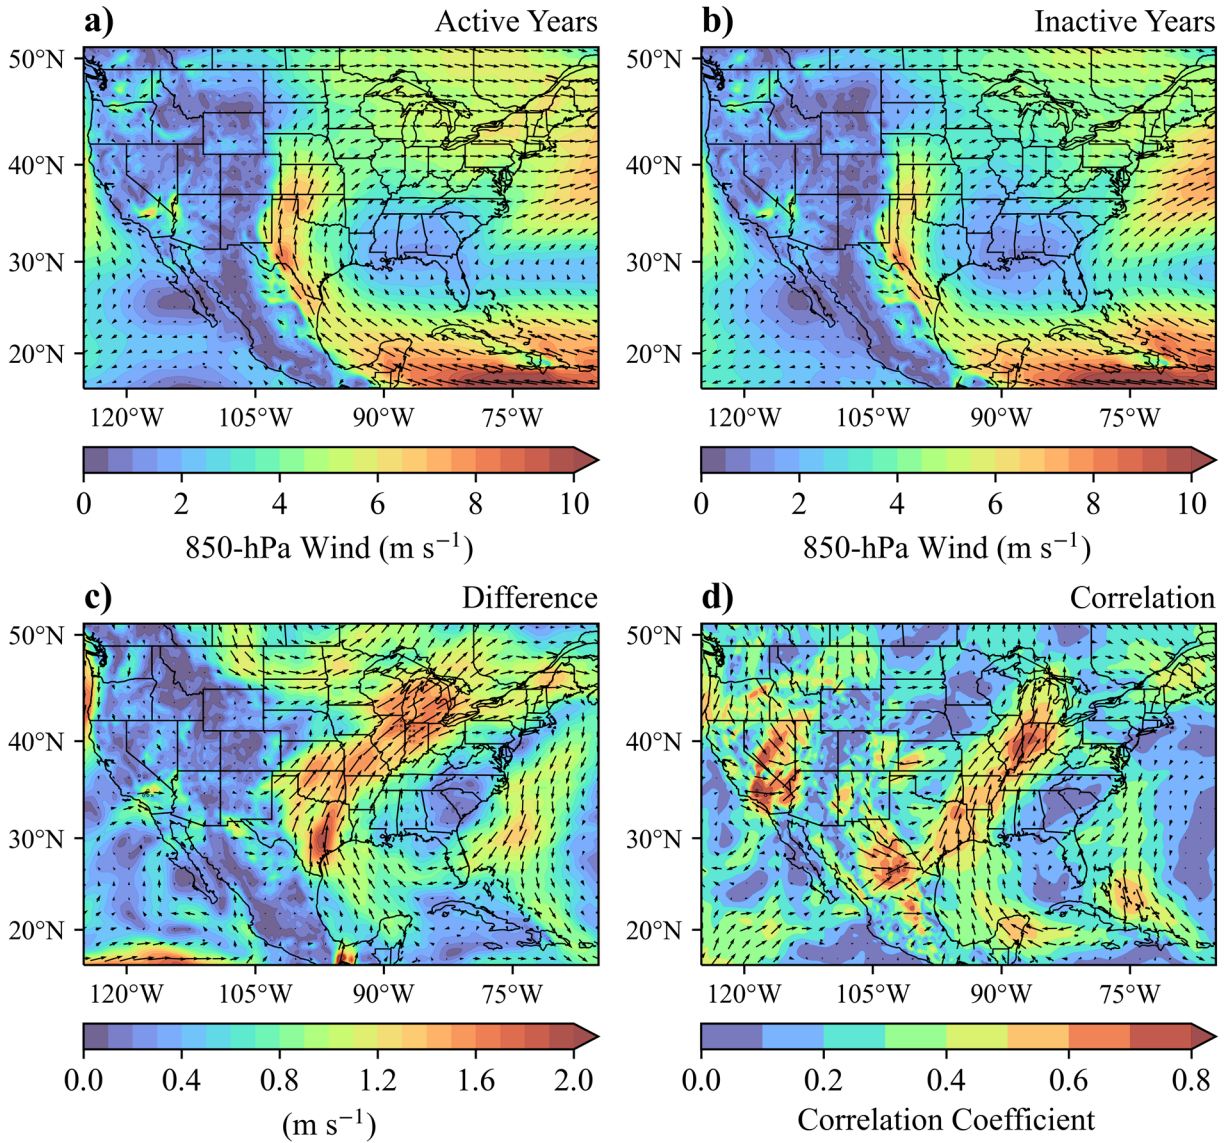 a) Active Years
b) Inactive Years
50°N
40°N
30°N
20°N
120°W 105°W 90°W 75°W
50°N
40°N
30°N
20°N
120°W 105°W 90°W 75°W
0 2 4 6 8 10
850-hPa Wind (m s⁻¹)
0 2 4 6 8 10
850-hPa Wind (m s⁻¹)
c) Difference
d) Correlation
50°N
40°N
30°N
20°N
120°W 105°W 90°W 75°W
50°N
40°N
30°N
20°N
120°W 105°W 90°W 75°W
0.0 0.4 0.8 1.2 1.6 2.0
(m s⁻¹)
0.0 0.2 0.4 0.6 0.8
Correlation Coefficient